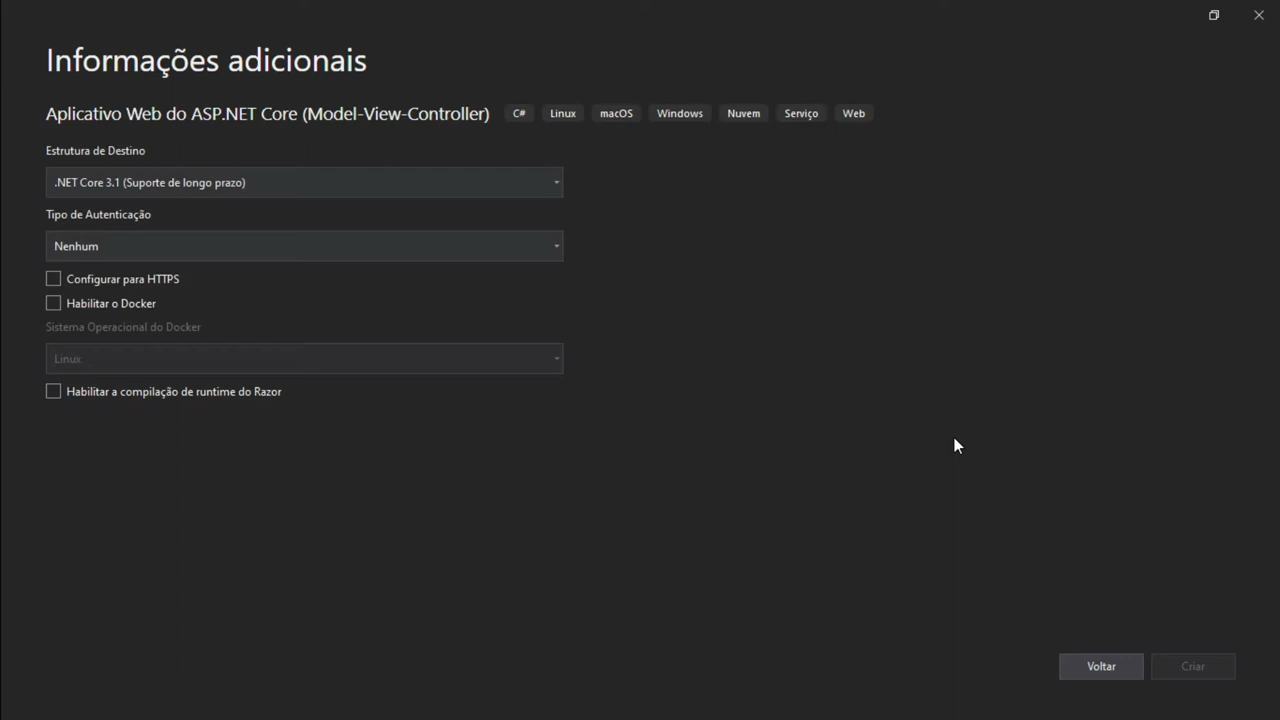 Informações adicionais
Aplicativo Web do ASP.NET Core (Model-View-Controller) C# Linux macOS Windows Nuvem Serviço Web
Estrutura de Destino
.NET Core 3.1 (Suporte de longo prazo)
Tipo de Autenticação
Nenhum
Configurar para HTTPS
Habilitar o Docker
Sistema Operacional do Docker
Linux
Habilitar a compilação de runtime do Razor
Voltar Criar